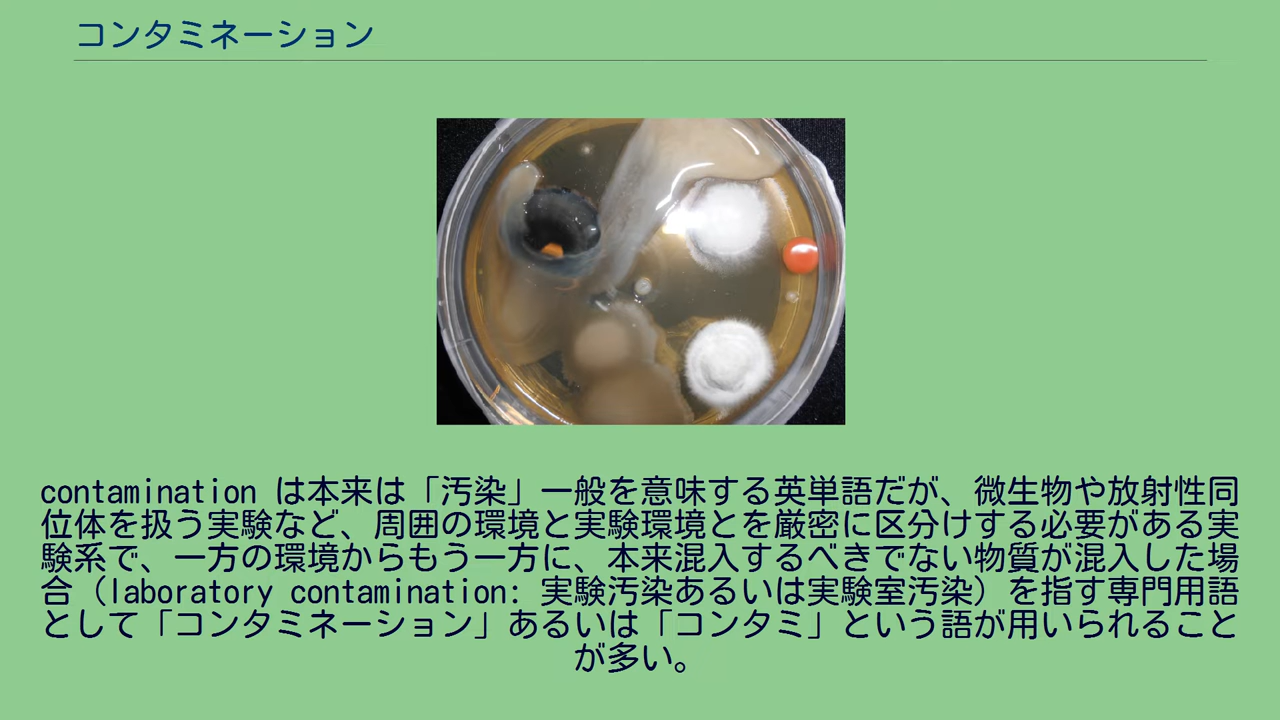 コンタミネーション
contamination は本来は「汚染」一般を意味する英単語だが、微生物や放射性同
位体を扱う実験など、周囲の環境と実験環境とを厳密に区分けする必要がある実
験系で、一方の環境からもう一方に、本来混入するべきでない物質が混入した場
合（laboratory contamination: 実験汚染あるいは実験室汚染）を指す専門用語
として「コンタミネーション」あるいは「コンタミ」という語が用いられること
が多い。